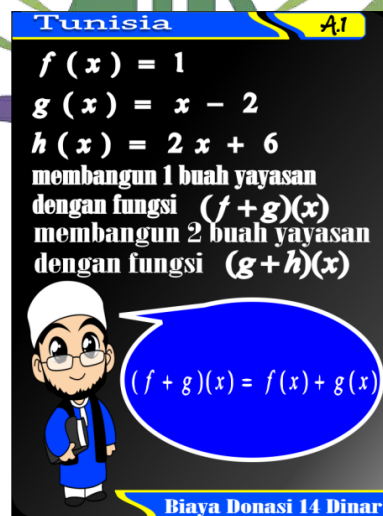 Tunisia
A.1
f ( x ) = 1
g ( x ) = x − 2
h ( x ) = 2 x + 6
membangun 1 buah yayasan
dengan fungsi (f + g)(x)
membangun 2 buah yayasan
dengan fungsi (g + h)(x)
( f + g )(x) = f(x) + g(x)
Biaya Donasi 14 Dinar